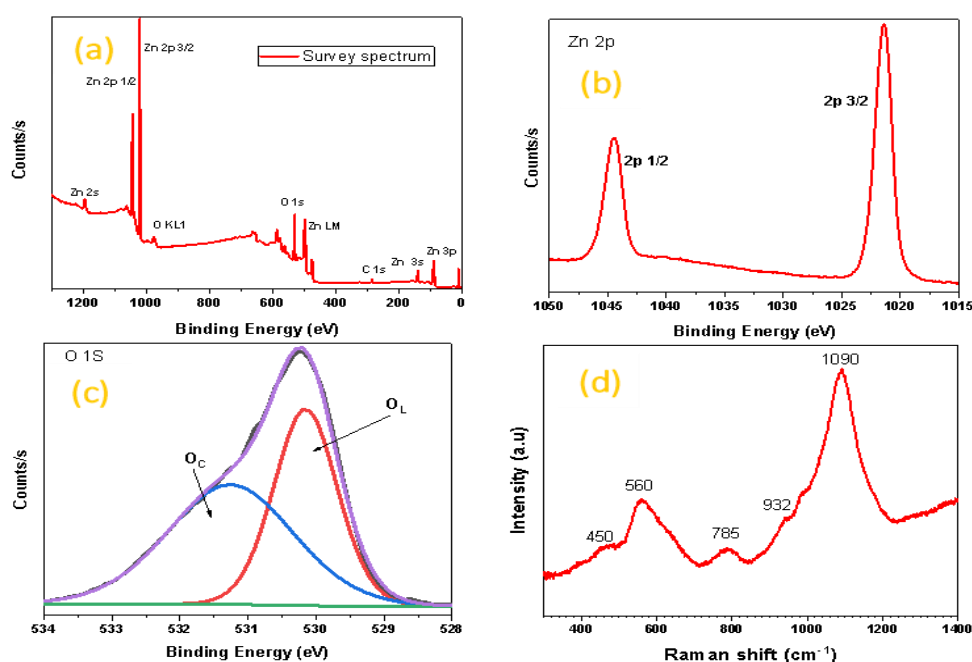 (a)
Zn 2p 3/2
Survey spectrum
Zn 2p 1/2
Zn 2s
O KL1
O 1s
Zn LM
C 1s
Zn 3s
Zn 3p
Counts/s
1200 1000 800 600 400 200 0
Binding Energy (eV)
Zn 2p
(b)
2p 3/2
2p 1/2
Counts/s
1050 1045 1040 1035 1030 1025 1020 1015
Binding Energy (eV)
O 1S
(c)
O_L
O_C
Counts/s
534 533 532 531 530 529 528
Binding Energy (eV)
1090
(d)
932
560
785
450
Intensity (a.u)
400 600 800 1000 1200 1400
Raman shift (cm⁻¹)